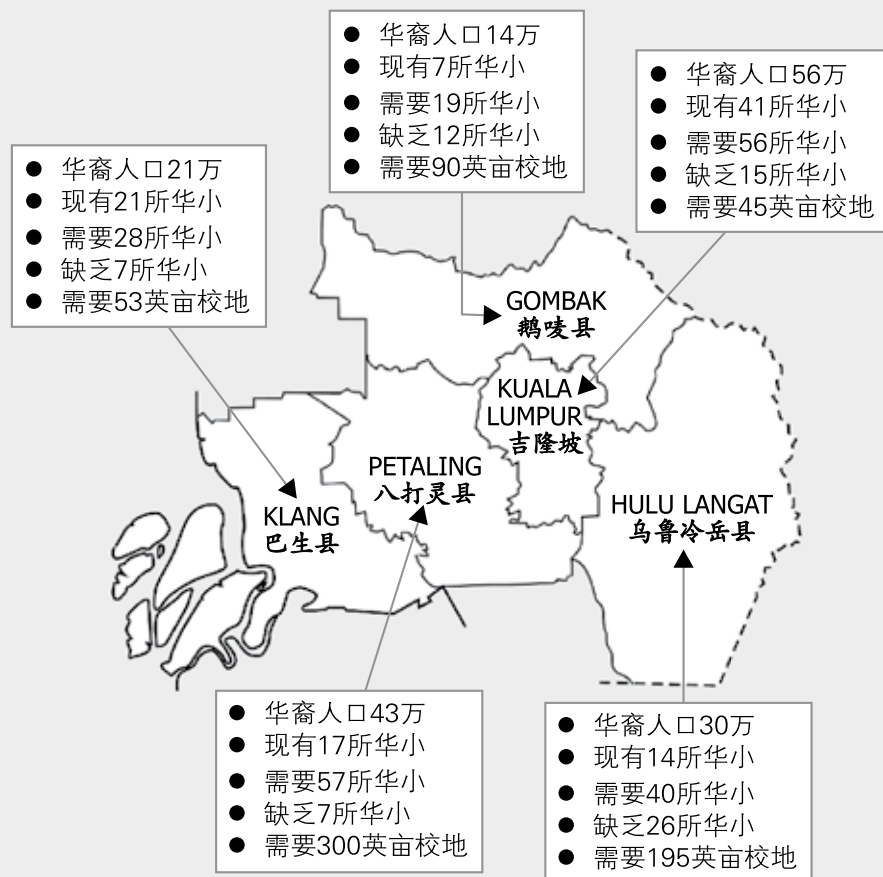 ● 华裔人口14万
● 现有7所华小
● 需要19所华小
● 缺乏12所华小
● 需要90英亩校地
● 华裔人口56万
● 现有41所华小
● 需要56所华小
● 缺乏15所华小
● 需要45英亩校地
● 华裔人口21万
● 现有21所华小
● 需要28所华小
● 缺乏7所华小
● 需要53英亩校地
GOMBAK
鹅唛县
KUALA
LUMPUR
吉隆坡
PETALING
八打灵县
KLANG
巴生县
HULU LANGAT
乌鲁冷岳县
● 华裔人口43万
● 现有17所华小
● 需要57所华小
● 缺乏7所华小
● 需要300英亩校地
● 华裔人口30万
● 现有14所华小
● 需要40所华小
● 缺乏26所华小
● 需要195英亩校地